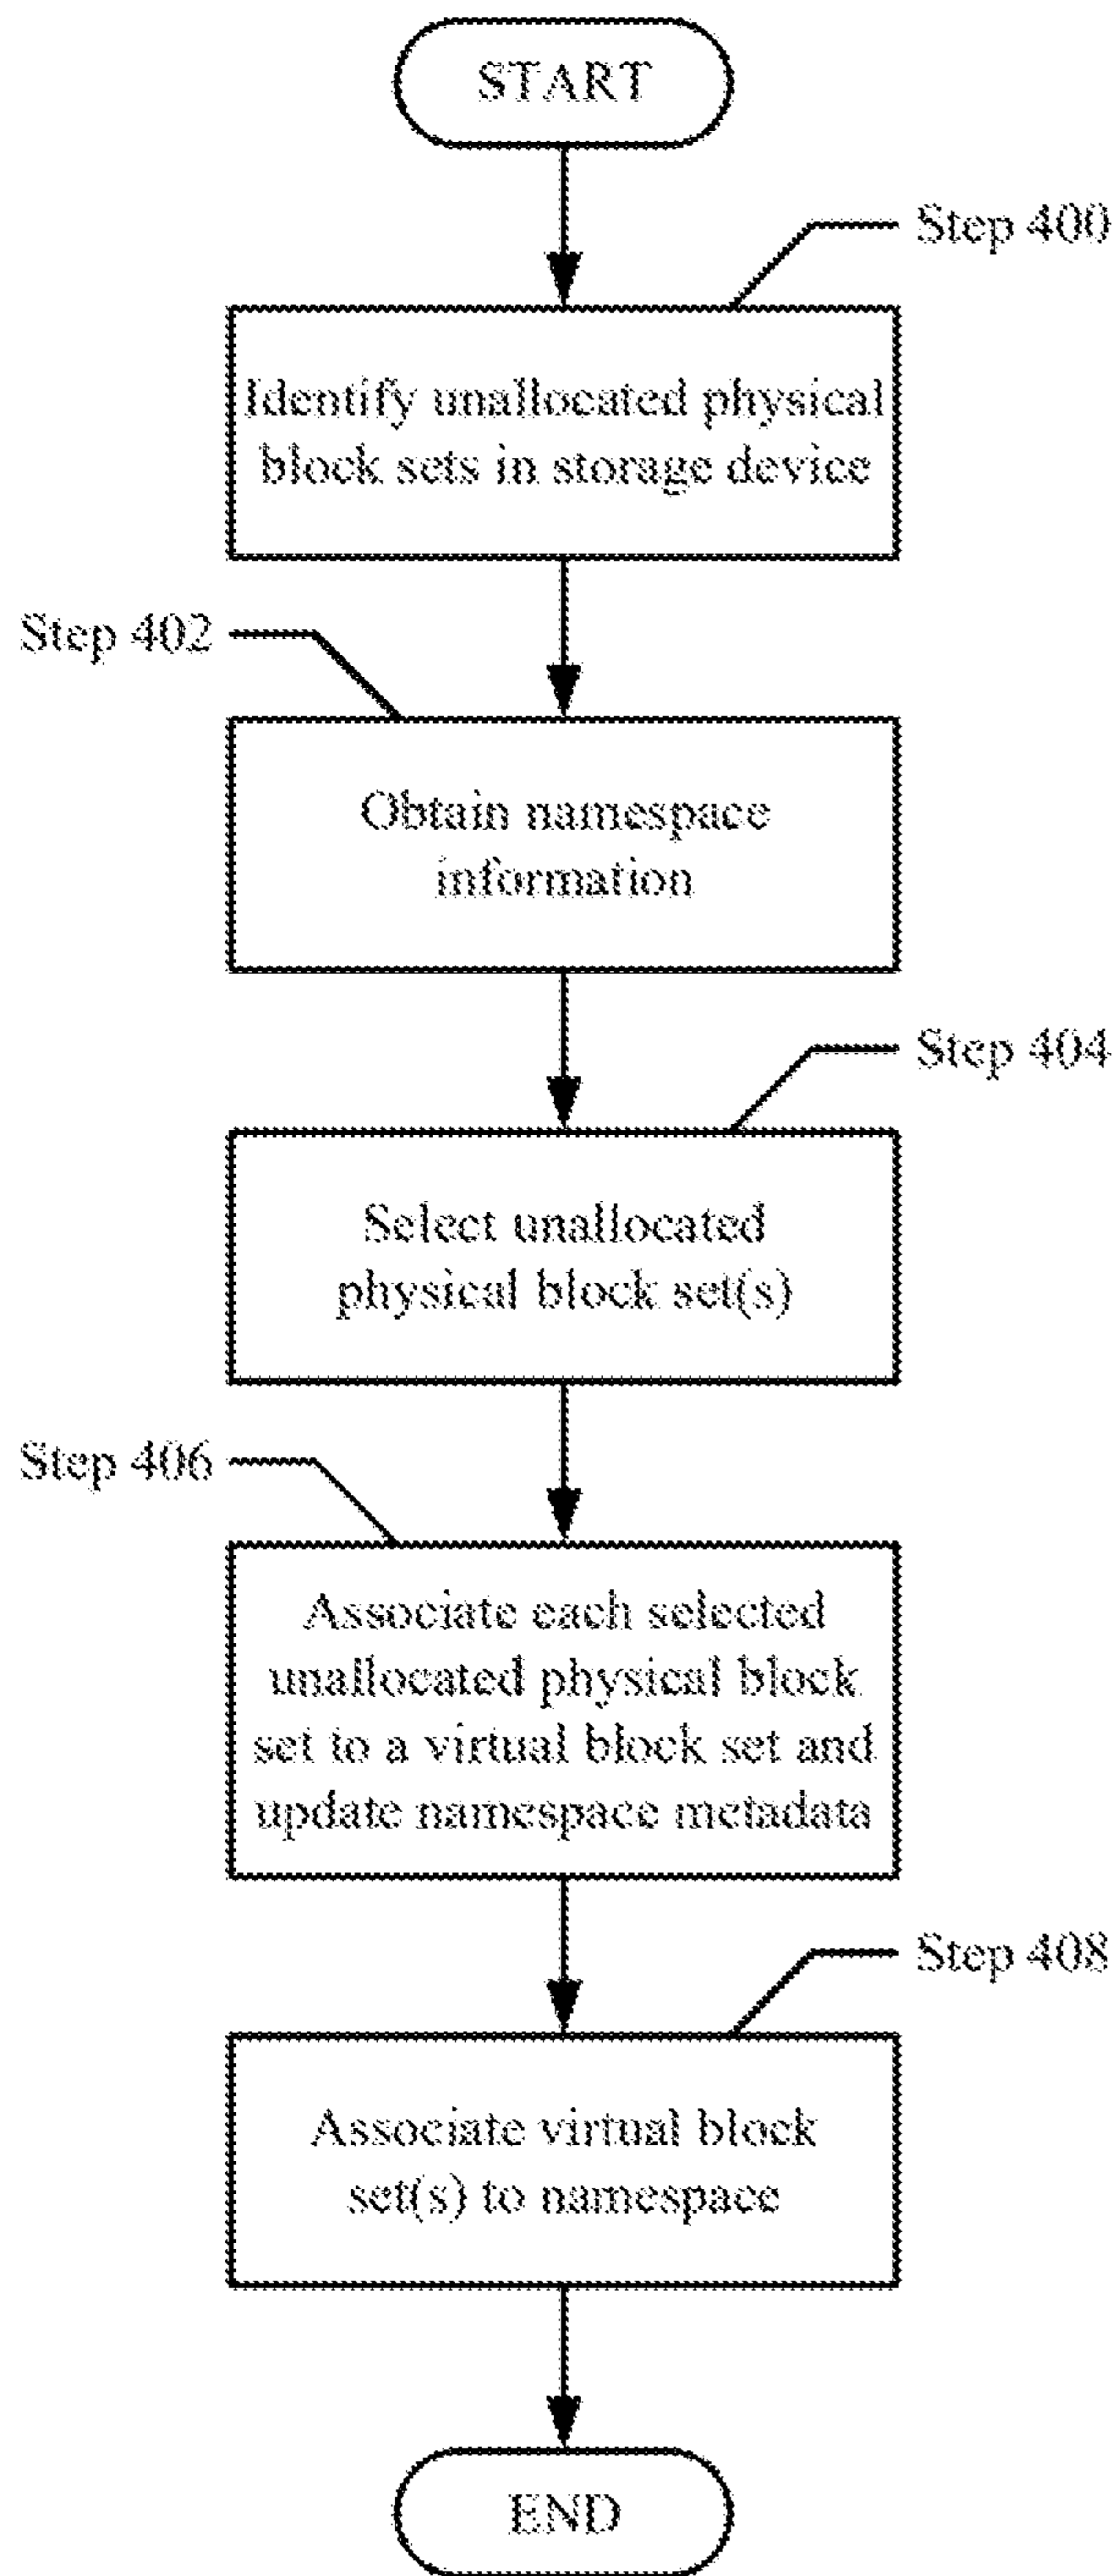 START
Step 400
Identify unallocated physical
block sets in storage device
Step 402
Obtain namespace
information
Step 404
Select unallocated
physical block set(s)
Step 406
Associate each selected
unallocated physical block
set to a virtual block set and
update namespace metadata
Step 408
Associate virtual block
set(s) to namespace
END